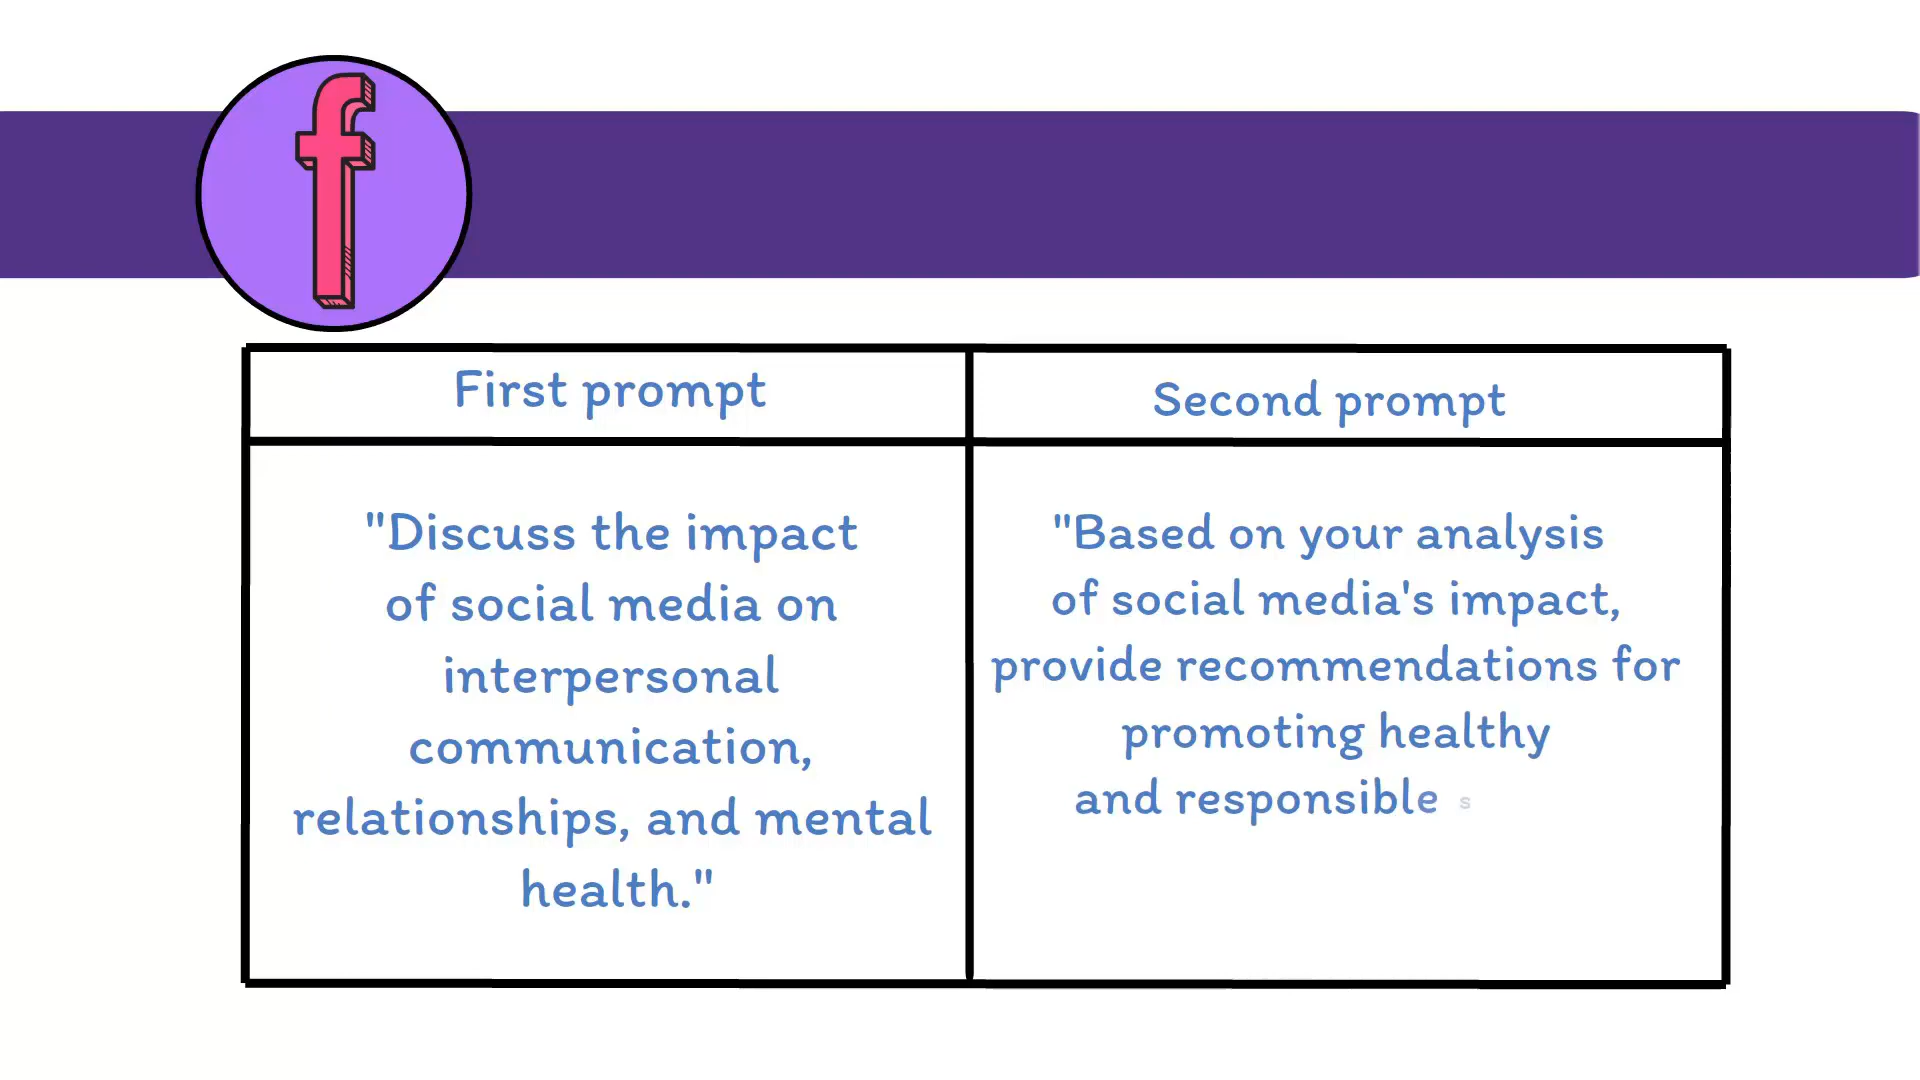 f
First prompt
Second prompt
"Discuss the impact
of social media on
interpersonal
communication,
relationships, and mental
health."
"Based on your analysis
of social media's impact,
provide recommendations for
promoting healthy
and responsible s